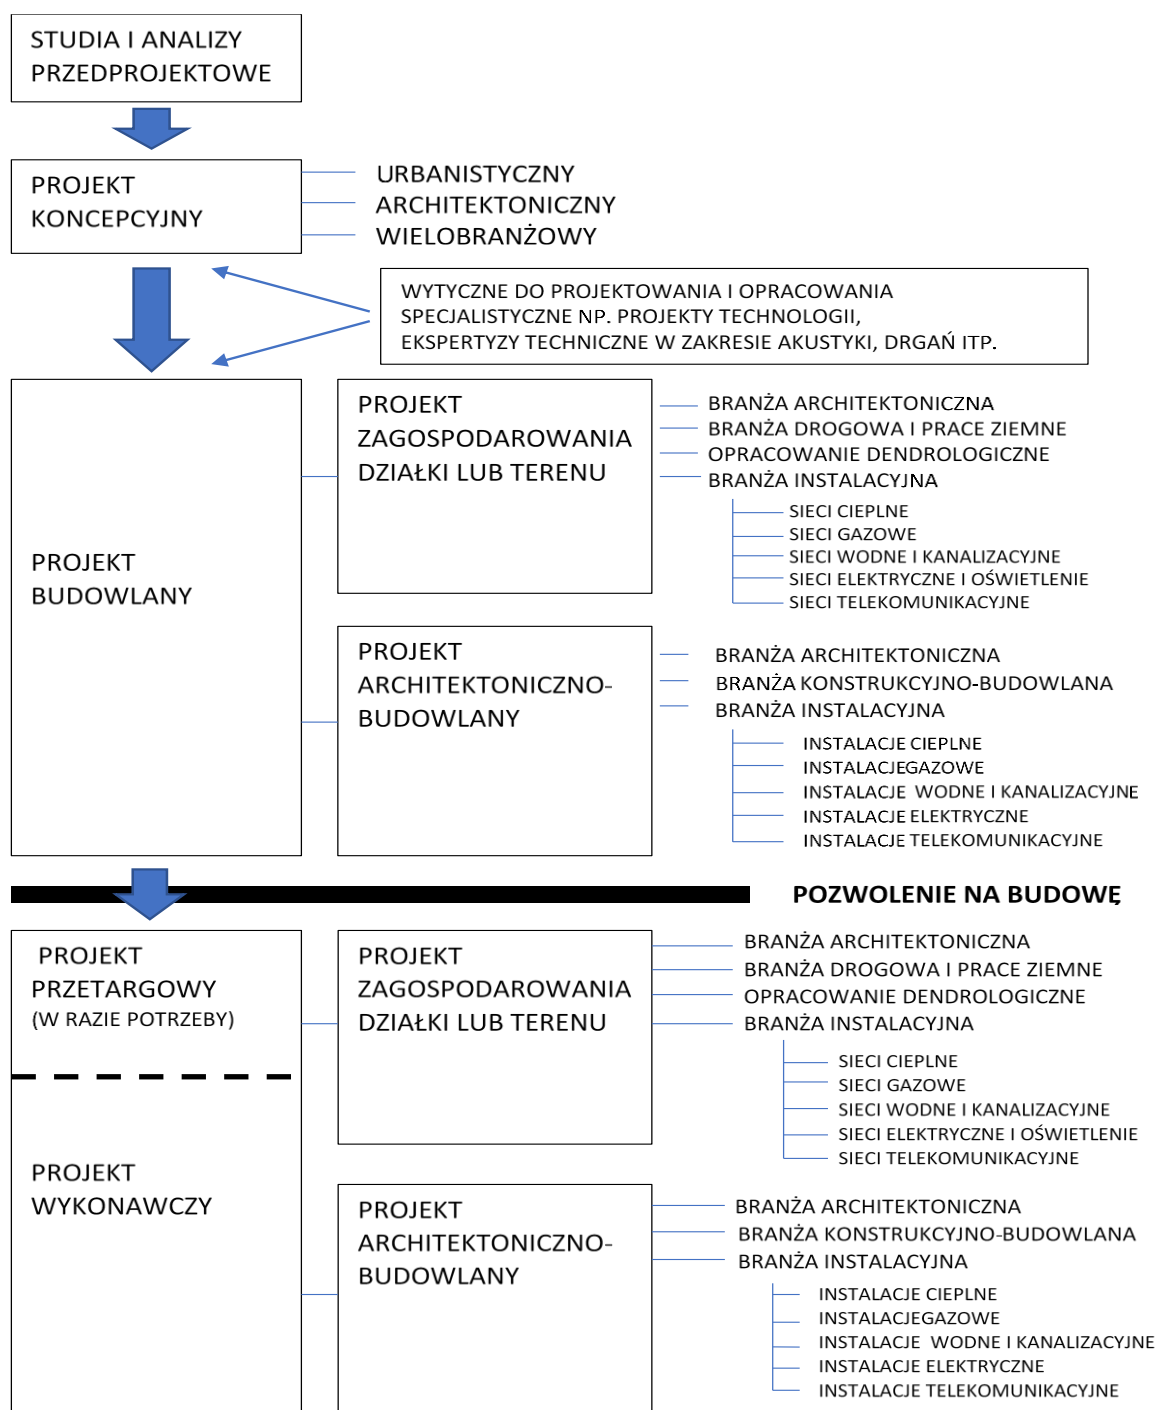 STUDIA I ANALIZY
PRZEDPROJEKTOWE
PROJEKT
KONCEPCYJNY
URBANISTYCZNY
ARCHITEKTONICZNY
WIELOBRANŻOWY
WYTYCZNE DO PROJEKTOWANIA I OPRACOWANIA
SPECJALISTYCZNE NP. PROJEKTY TECHNOLOGII,
EKSPERTYZY TECHNICZNE W ZAKRESIE AKUSTYKI, DRGAŃ ITP.
PROJEKT
BUDOWLANY
PROJEKT
ZAGOSPODAROWANIA
DZIAŁKI LUB TERENU
BRANŻA ARCHITEKTONICZNA
BRANŻA DROGOWA I PRACE ZIEMNE
OPRACOWANIE DENDROLOGICZNE
BRANŻA INSTALACYJNA
SIECI CIEPLNE
SIECI GAZOWE
SIECI WODNE I KANALIZACYJNE
SIECI ELEKTRYCZNE I OŚWIETLENIE
SIECI TELEKOMUNIKACYJNE
PROJEKT
ARCHITEKTONICZNO-
BUDOWLANY
BRANŻA ARCHITEKTONICZNA
BRANŻA KONSTRUKCYJNO-BUDOWLANA
BRANŻA INSTALACYJNA
INSTALACJE CIEPLNE
INSTALACJEGAZOWE
INSTALACJE WODNE I KANALIZACYJNE
INSTALACJE ELEKTRYCZNE
INSTALACJE TELEKOMUNIKACYJNE
POZWOLENIE NA BUDOWĘ
PROJEKT
PRZETARGOWY
(W RAZIE POTRZEBY)
PROJEKT
WYKONAWCZY
PROJEKT
ZAGOSPODAROWANIA
DZIAŁKI LUB TERENU
BRANŻA ARCHITEKTONICZNA
BRANŻA DROGOWA I PRACE ZIEMNE
OPRACOWANIE DENDROLOGICZNE
BRANŻA INSTALACYJNA
SIECI CIEPLNE
SIECI GAZOWE
SIECI WODNE I KANALIZACYJNE
SIECI ELEKTRYCZNE I OŚWIETLENIE
SIECI TELEKOMUNIKACYJNE
PROJEKT
ARCHITEKTONICZNO-
BUDOWLANY
BRANŻA ARCHITEKTONICZNA
BRANŻA KONSTRUKCYJNO-BUDOWLANA
BRANŻA INSTALACYJNA
INSTALACJE CIEPLNE
INSTALACJEGAZOWE
INSTALACJE WODNE I KANALIZACYJNE
INSTALACJE ELEKTRYCZNE
INSTALACJE TELEKOMUNIKACYJNE